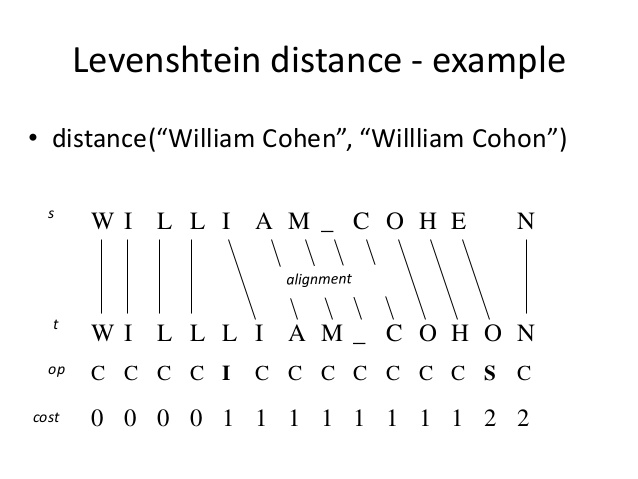 Levenshtein distance - example
• distance(“William Cohen”, “Willliam Cohon”)
s W I L L I A M _ C O H E N
alignment
t W I L L L I A M _ C O H O N
op C C C C I C C C C C C C S C
cost 0 0 0 0 1 1 1 1 1 1 1 1 2 2